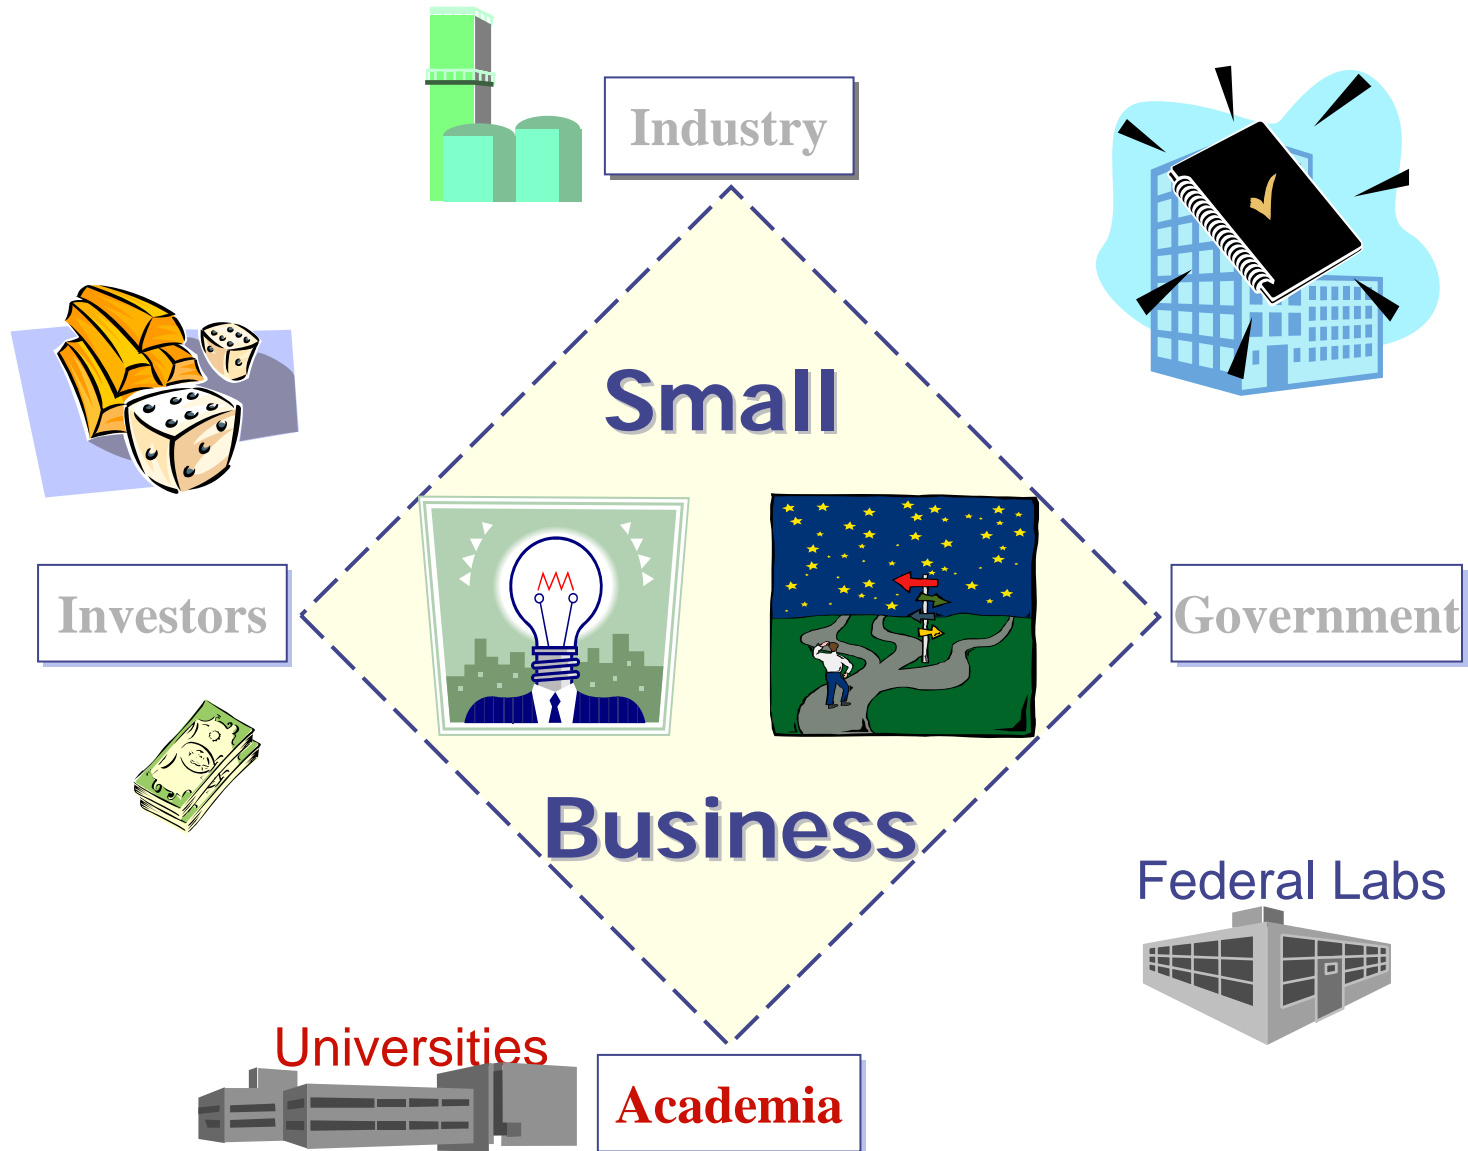 Industry
Small
Investors
Government
Business
Federal Labs
Universities
Academia